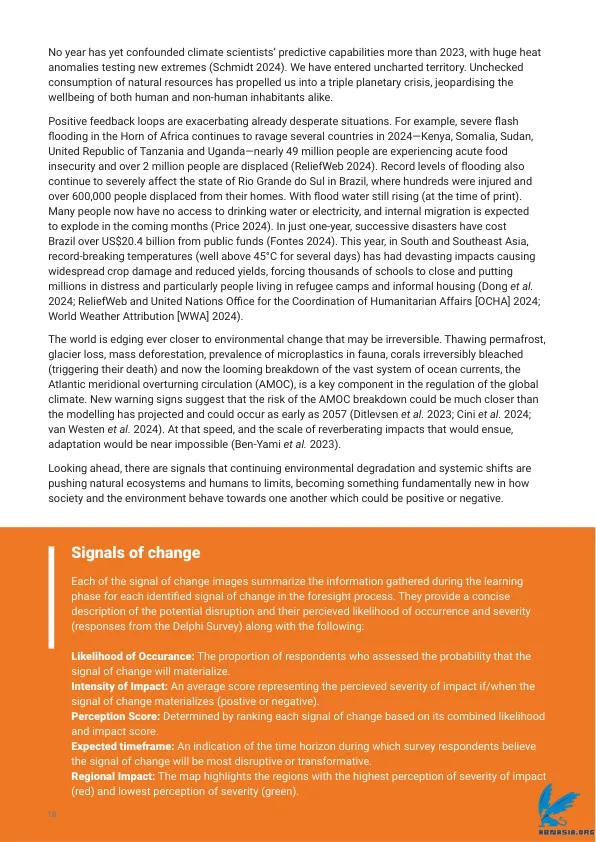 No year has yet confounded climate scientists' predictive capabilities more than 2023, with huge heat
anomalies testing new extremes (Schmidt 2024). We have entered uncharted territory. Unchecked
consumption of natural resources has propelled us into a triple planetary crisis, jeopardising the
wellbeing of both human and non-human inhabitants alike.
Positive feedback loops are exacerbating already desperate situations. For example, severe flash
flooding in the Horn of Africa continues to ravage several countries in 2024—Kenya, Somalia, Sudan,
United Republic of Tanzania and Uganda—nearly 49 million people are experiencing acute food
insecurity and over 2 million people are displaced (ReliefWeb 2024). Record levels of flooding also
continue to severely affect the state of Rio Grande do Sul in Brazil, where hundreds were injured and
over 600,000 people displaced from their homes. With flood water still rising (at the time of print).
Many people now have no access to drinking water or electricity, and internal migration is expected
to explode in the coming months (Price 2024). In just one-year, successive disasters have cost
Brazil over US$20.4 billion from public funds (Fontes 2024). This year, in South and Southeast Asia,
record-breaking temperatures (well above 45°C for several days) has had devasting impacts causing
widespread crop damage and reduced yields, forcing thousands of schools to close and putting
millions in distress and particularly people living in refugee camps and informal housing (Dong et al.
2024; ReliefWeb and United Nations Office for the Coordination of Humanitarian Affairs [OCHA] 2024;
World Weather Attribution [WWA] 2024).
The world is edging ever closer to environmental change that may be irreversible. Thawing permafrost,
glacier loss, mass deforestation, prevalence of microplastics in fauna, corals irreversibly bleached
(triggering their death) and now the looming breakdown of the vast system of ocean currents, the
Atlantic meridional overturning circulation (AMOC), is a key component in the regulation of the global
climate. New warning signs suggest that the risk of the AMOC breakdown could be much closer than
the modelling has projected and could occur as early as 2057 (Ditlevsen et al. 2023; Cini et al. 2024;
van Westen et al. 2024). At that speed, and the scale of reverberating impacts that would ensue,
adaptation would be near impossible (Ben-Yami et al. 2023).
Looking ahead, there are signals that continuing environmental degradation and systemic shifts are
pushing natural ecosystems and humans to limits, becoming something fundamentally new in how
society and the environment behave towards one another which could be positive or negative.
Signals of change
Each of the signal of change images summarize the information gathered during the learning
phase for each identified signal of change in the foresight process. They provide a concise
description of the potential disruption and their percieved likelihood of occurrence and severity
(responses from the Delphi Survey) along with the following:
Likelihood of Occurance: The proportion of respondents who assessed the probability that the
signal of change will materialize.
Intensity of Impact: An average score representing the percieved severity of impact if/when the
signal of change materializes (postive or negative).
Perception Score: Determined by ranking each signal of change based on its combined likelihood
and impact score.
Expected timeframe: An indication of the time horizon during which survey respondents believe
the signal of change will be most disruptive or transformative.
Regional Impact: The map highlights the regions with the highest perception of severity of impact
(red) and lowest perception of severity (green).
18
KBNASIA.ORG